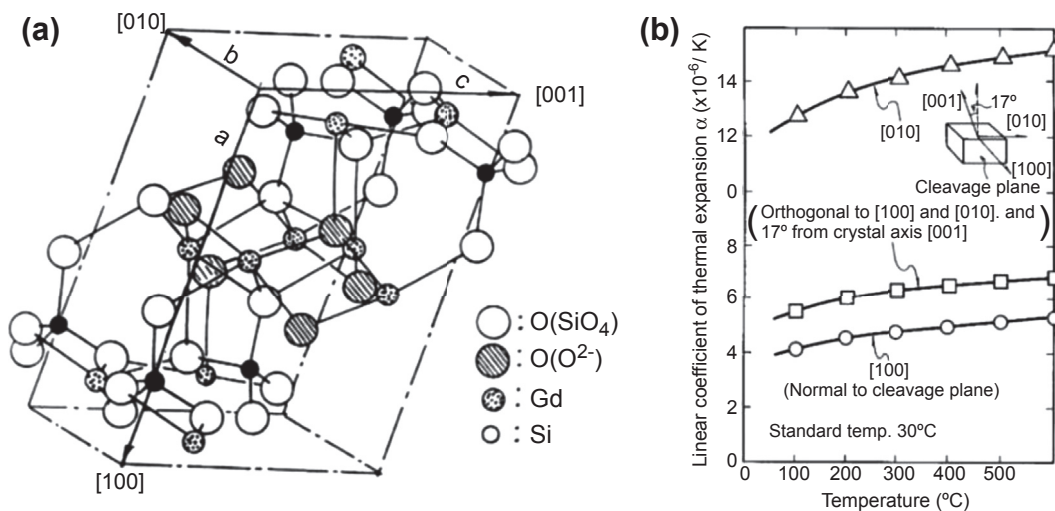 (a)
[010]
b
c
[001]
a
[100]
: O(SiO₄)
: O(O²⁻)
: Gd
: Si
(b)
Linear coefficient of thermal expansion α (x10⁻⁶/ K)
14
12
0
8
6
4
2
0
[010]
[001]
17º
[010]
[100]
Cleavage plane
(Orthogonal to [100] and [010]. and
17º from crystal axis [001])
[100]
(Normal to cleavage plane)
Standard temp. 30ºC
100 200 300 400 500
Temperature (ºC)